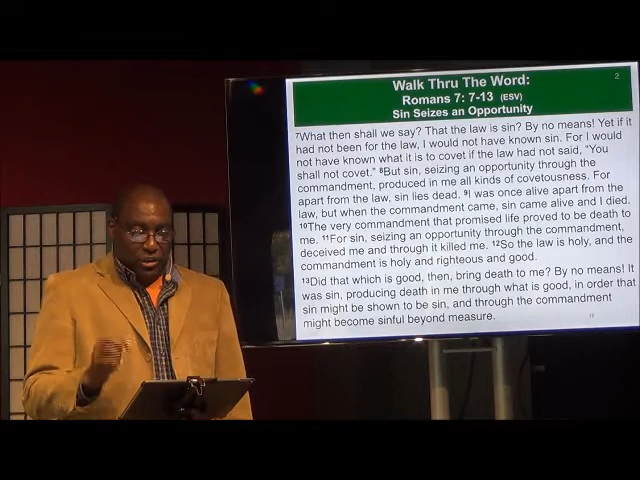 Walk Thru The Word:
2
Romans 7: 7-13 (ESV)
Sin Seizes an Opportunity
7What then shall we say? That the law is sin? By no means! Yet if it
had not been for the law, I would not have known sin. For I would
not have known what it is to covet if the law had not said, “You
shall not covet.” 8But sin, seizing an opportunity through the
commandment, produced in me all kinds of covetousness. For
apart from the law, sin lies dead. 9I was once alive apart from the
law, but when the commandment came, sin came alive and I died.
10The very commandment that promised life proved to be death to
me. 11For sin, seizing an opportunity through the commandment,
deceived me and through it killed me. 12So the law is holy, and the
commandment is holy and righteous and good.
13Did that which is good, then, bring death to me? By no means! It
was sin, producing death in me through what is good, in order that
sin might be shown to be sin, and through the commandment
might become sinful beyond measure.